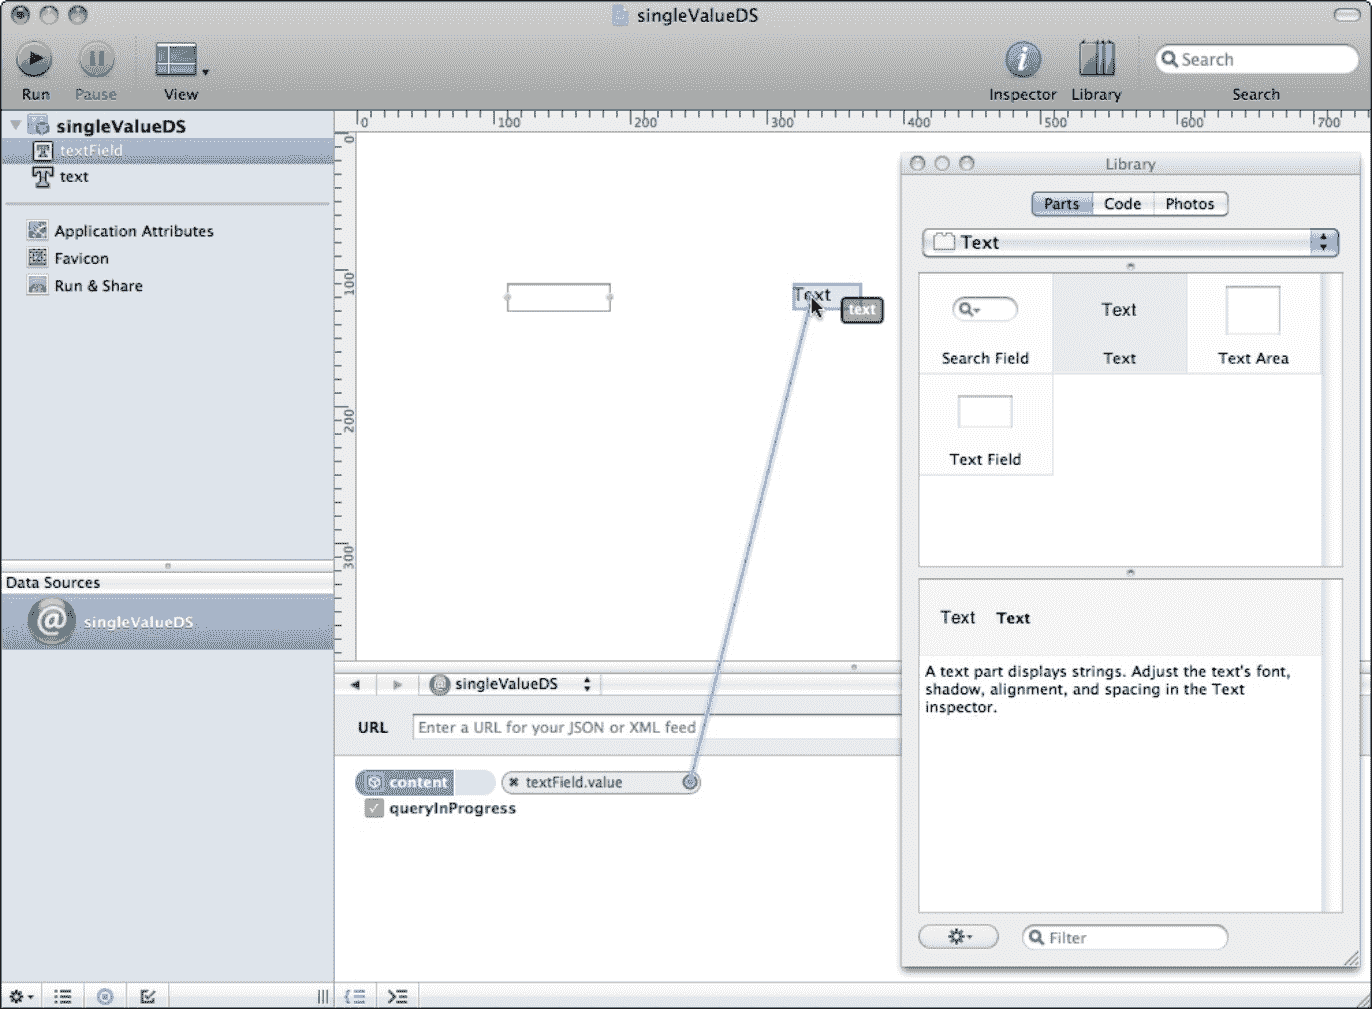 singleValueDS
Run
Pause
View
Inspector
Library
Search
Search
singleValueDS
textField
text
Application Attributes
Favicon
Run & Share
Data Sources
singleValueDS
0 100 200 300 400 500 600 700
0
100
200
300
Text
text
singleValueDS
URL
Enter a URL for your JSON or XML feed
content
textField.value
queryInProgress
Library
Parts
Code
Photos
Text
Search Field
Text
Text
Text Area
Text Field
Text Text
A text part displays strings. Adjust the text's font,
shadow, alignment, and spacing in the Text
inspector.
Filter